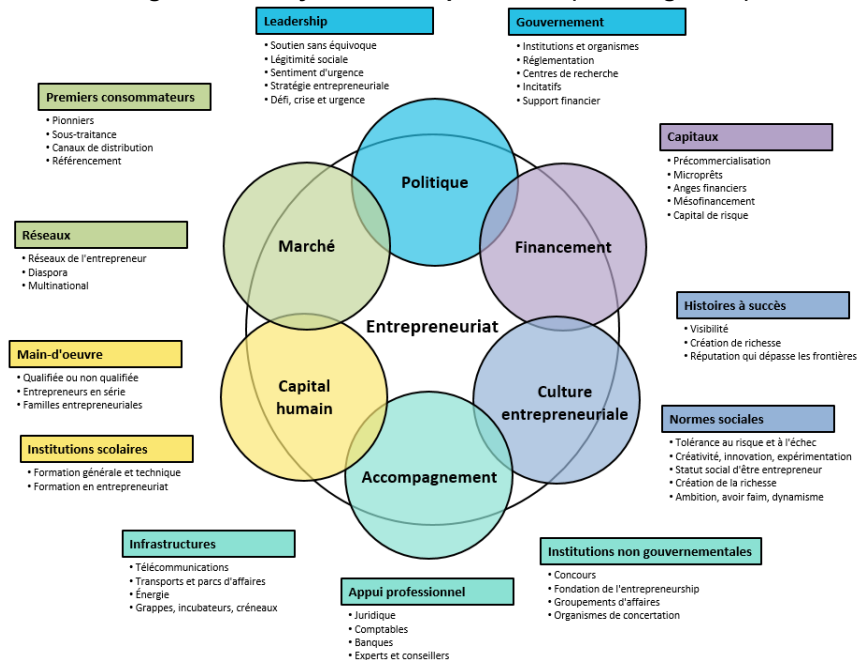 Leadership
• Soutien sans équivoque
• Légitimité sociale
• Sentiment d'urgence
• Stratégie entrepreneuriale
• Défi, crise et urgence
Gouvernement
• Institutions et organismes
• Réglementation
• Centres de recherche
• Incitatifs
• Support financier
Premiers consommateurs
• Pionniers
• Sous-traitance
• Canaux de distribution
• Référencement
Capitaux
• Précommercialisation
• Microprêts
• Anges financiers
• Mésofinancement
• Capital de risque
Politique
Marché
Financement
Réseaux
• Réseaux de l'entrepreneur
• Diaspora
• Multinational
Histoires à succès
• Visibilité
• Création de richesse
• Réputation qui dépasse les frontières
Entrepreneuriat
Main-d'oeuvre
• Qualifiée ou non qualifiée
• Entrepreneurs en série
• Familles entrepreneuriales
Capital
humain
Culture
entrepreneuriale
Normes sociales
• Tolérance au risque et à l'échec
• Créativité, innovation, expérimentation
• Statut social d'être entrepreneur
• Création de la richesse
• Ambition, avoir faim, dynamisme
Institutions scolaires
• Formation générale et technique
• Formation en entrepreneuriat
Accompagnement
Infrastructures
• Télécommunications
• Transports et parcs d'affaires
• Énergie
• Grappes, incubateurs, créneaux
Institutions non gouvernementales
• Concours
• Fondation de l'entrepreneurship
• Groupements d'affaires
• Organismes de concertation
Appui professionnel
• Juridique
• Comptables
• Banques
• Experts et conseillers